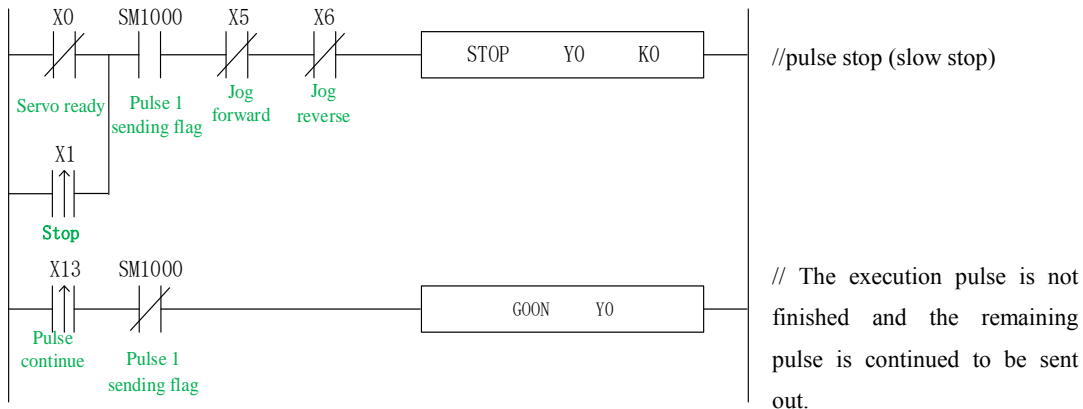 X0 SM1000 X5 X6
STOP Y0 K0
//pulse stop (slow stop)
Servo ready
Pulse 1
sending flag
Jog
forward
Jog
reverse
X1
Stop
X13 SM1000
GOON Y0
Pulse
continue
Pulse 1
sending flag
// The execution pulse is not
finished and the remaining
pulse is continued to be sent
out.